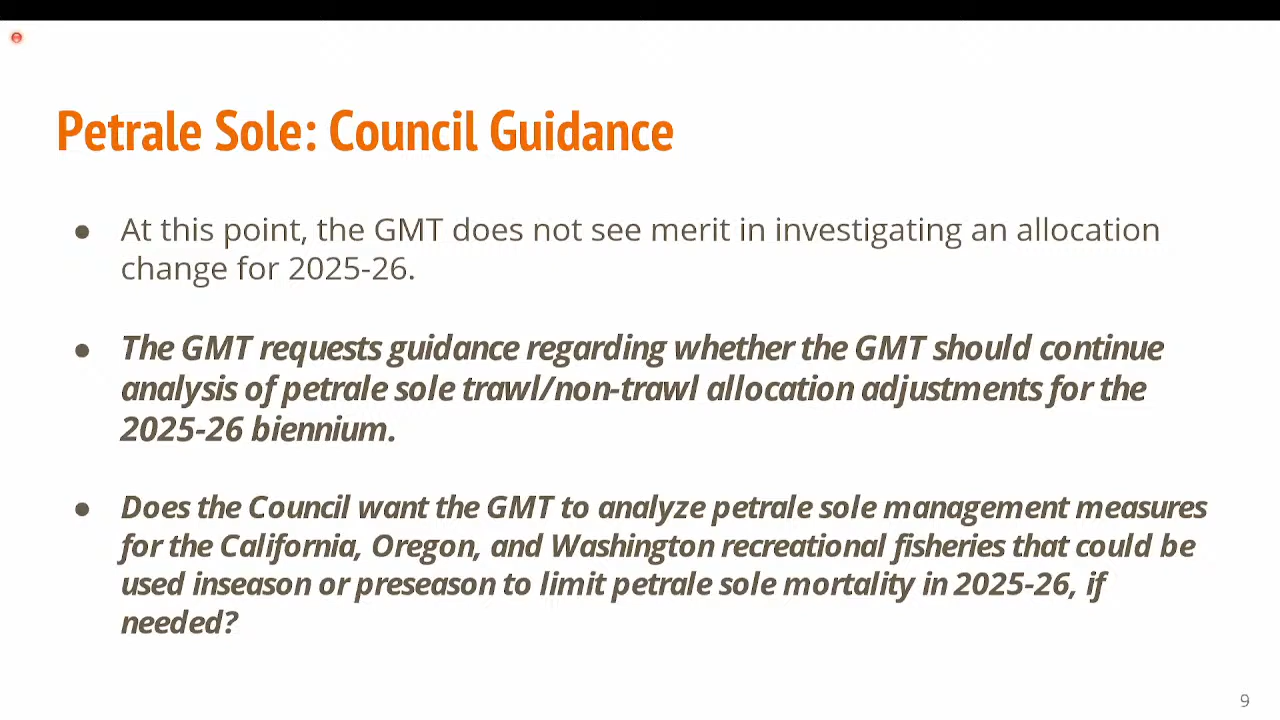 Petrale Sole: Council Guidance
● At this point, the GMT does not see merit in investigating an allocation
change for 2025-26.
● The GMT requests guidance regarding whether the GMT should continue
analysis of petrale sole trawl/non-trawl allocation adjustments for the
2025-26 biennium.
● Does the Council want the GMT to analyze petrale sole management measures
for the California, Oregon, and Washington recreational fisheries that could be
used inseason or preseason to limit petrale sole mortality in 2025-26, if
needed?
9